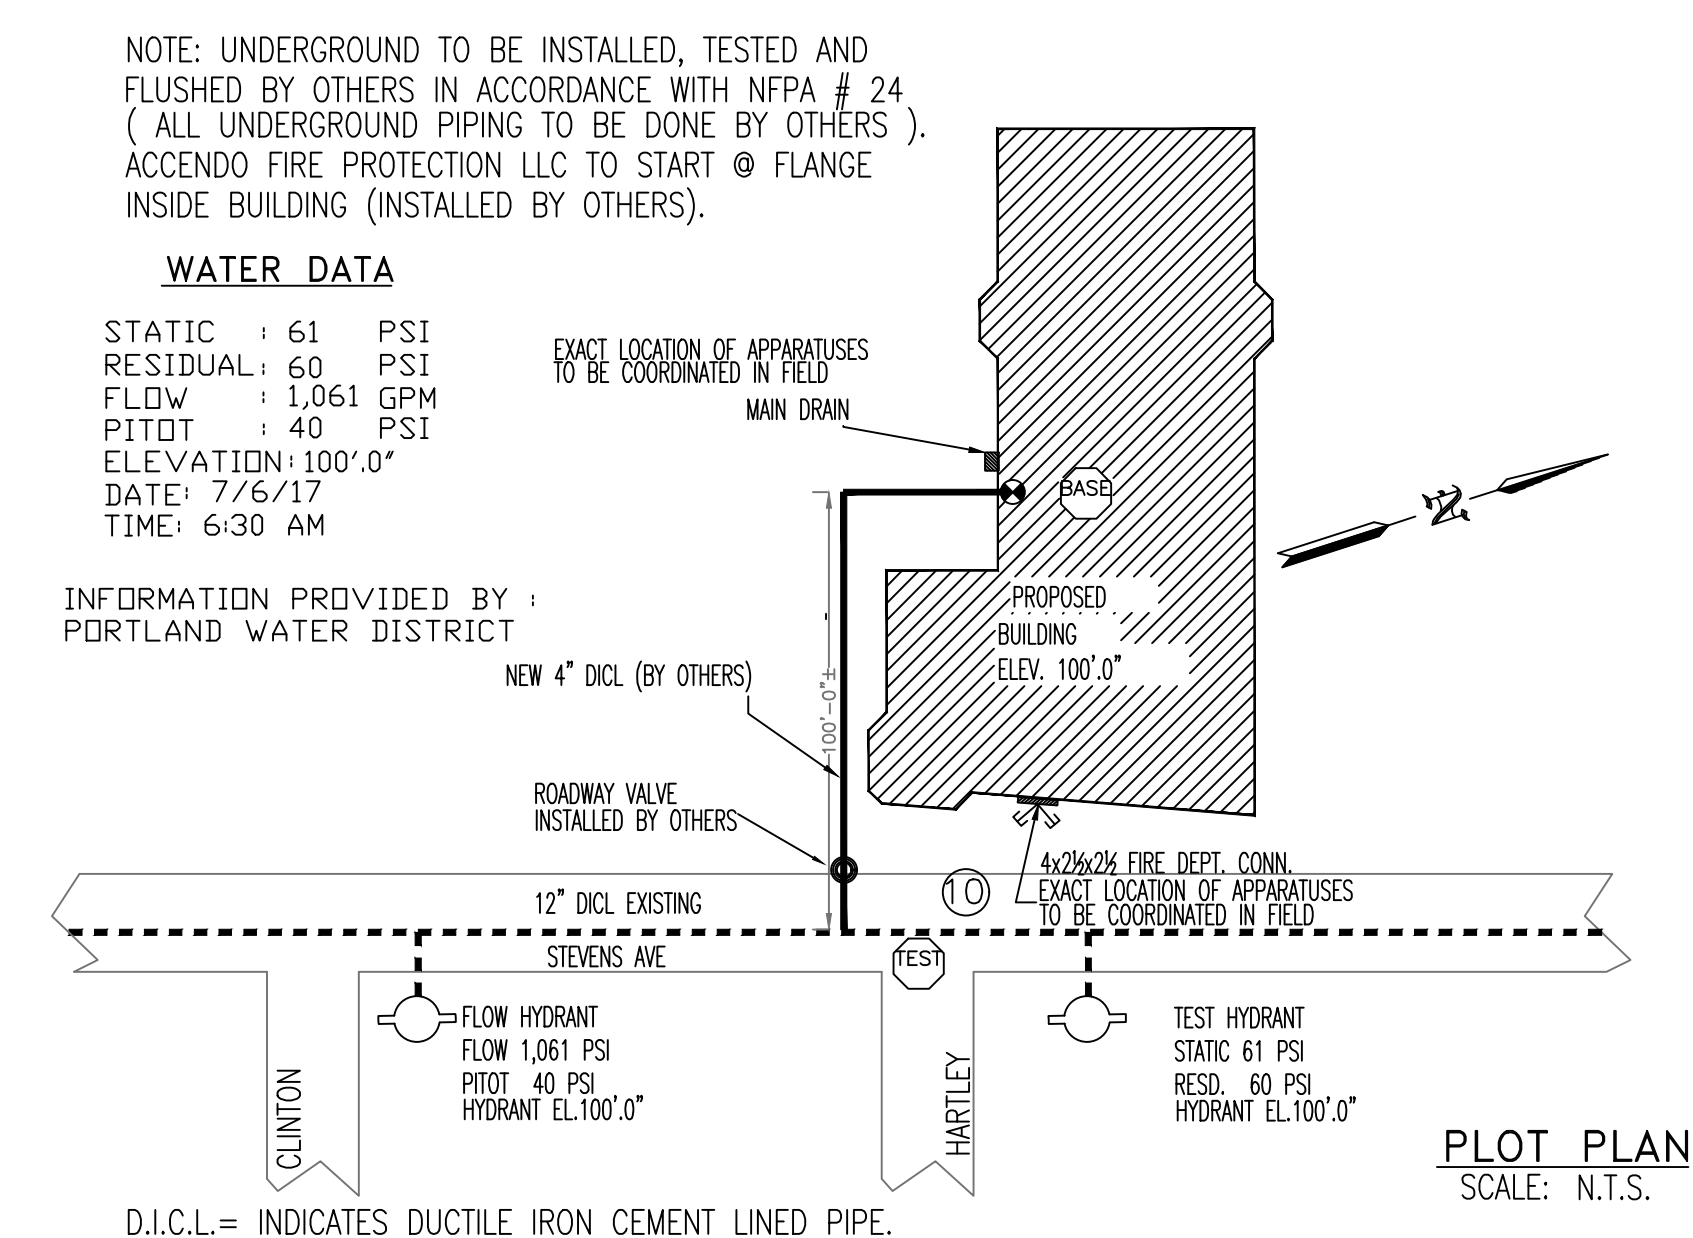 NOTE: UNDERGROUND TO BE INSTALLED, TESTED AND
FLUSHED BY OTHERS IN ACCORDANCE WITH NFPA # 24
( ALL UNDERGROUND PIPING TO BE DONE BY OTHERS ).
ACCENDO FIRE PROTECTION LLC TO START @ FLANGE
INSIDE BUILDING (INSTALLED BY OTHERS).
WATER DATA
STATIC : 61 PSI
RESIDUAL: 60 PSI
FLOW : 1,061 GPM
PITOT : 40 PSI
ELEVATION: 100'.0"
DATE: 7/6/17
TIME: 6:30 AM
INFORMATION PROVIDED BY :
PORTLAND WATER DISTRICT
EXACT LOCATION OF APPARATUSES
TO BE COORDINATED IN FIELD
MAIN DRAIN
BASE
N
PROPOSED
BUILDING
ELEV. 100'.0"
NEW 4" DICL (BY OTHERS)
100'-0"±
ROADWAY VALVE
INSTALLED BY OTHERS
4x2½x2½ FIRE DEPT. CONN.
EXACT LOCATION OF APPARATUSES
TO BE COORDINATED IN FIELD
10
12" DICL EXISTING
STEVENS AVE
TEST
FLOW HYDRANT
FLOW 1,061 PSI
PITOT 40 PSI
HYDRANT EL.100'.0"
TEST HYDRANT
STATIC 61 PSI
RESD. 60 PSI
HYDRANT EL.100'.0"
CLINTON
HARTLEY
PLOT PLAN
SCALE: N.T.S.
D.I.C.L.= INDICATES DUCTILE IRON CEMENT LINED PIPE.